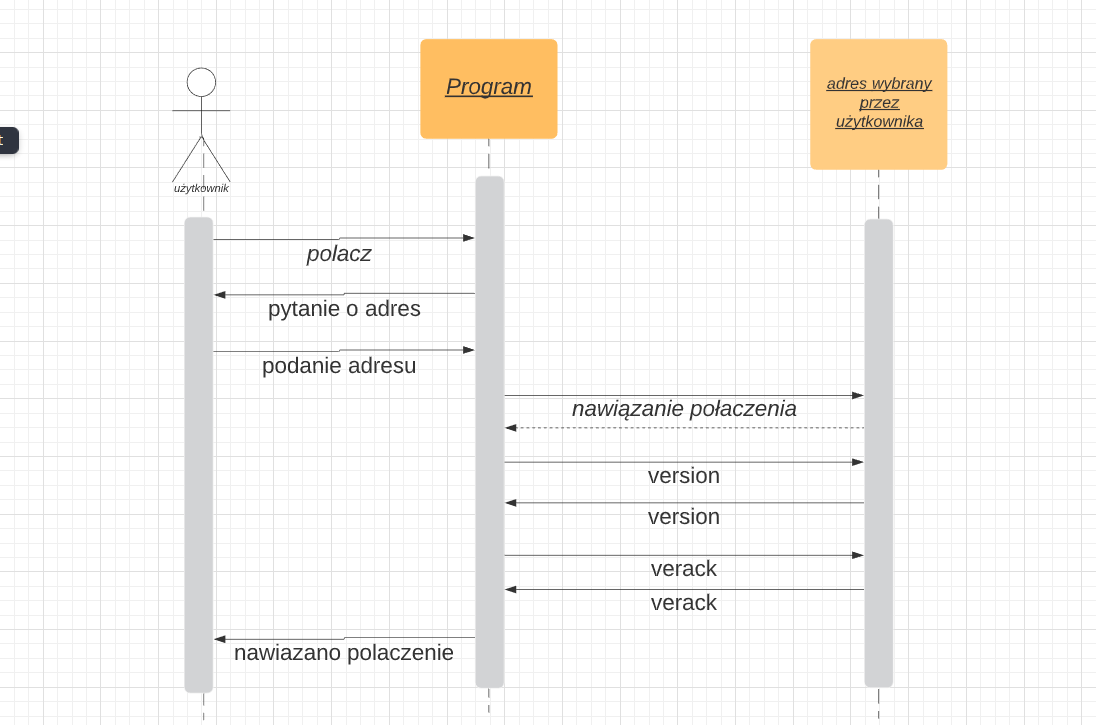 Program
adres wybrany
przez
użytkownika
t
użytkownik
polacz
pytanie o adres
podanie adresu
nawiązanie połaczenia
version
version
verack
verack
nawiazano polaczenie